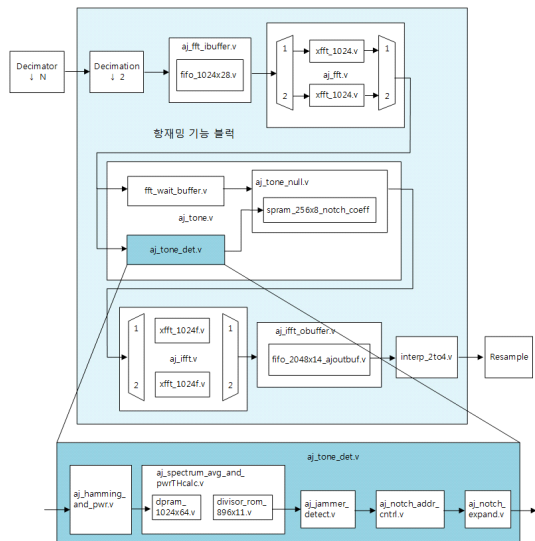 Decimator
↓ N
Decimation
↓ 2
aj_fft_ibuffer.v
fifo_1024x28.v
1
2
xfft_1024.v
aj_fft.v
xfft_1024.v
1
2
항재밍 기능 블럭
fft_wait_buffer.v
aj_tone.v
aj_tone_det.v
aj_tone_null.v
spram_256x8_notch_coeff
1
2
xfft_1024f.v
aj_ifft.v
xfft_1024f.v
1
2
aj_ifft_obuffer.v
fifo_2048x14_ajoutbuf.v
interp_2to4.v
Resample
aj_tone_det.v
aj_hamming_
and_pwr.v
aj_spectrum_avg_and_
pwrTHcalc.v
dpram_
1024x64.v
divisor_rom_
896x11.v
aj_jammer_
detect.v
aj_notch_addr_
cntrl.v
aj_notch_
expand.v